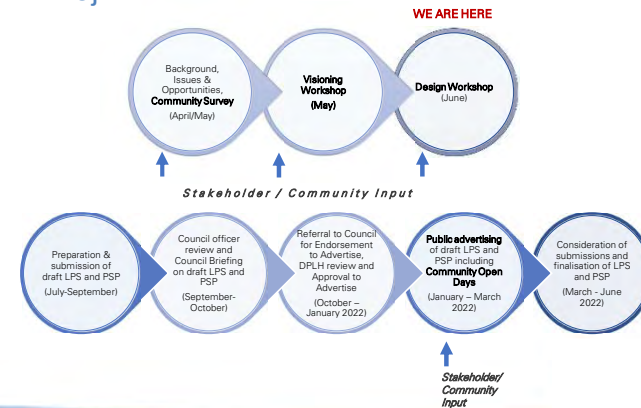 WE ARE HERE
Background,
Issues &
Opportunities,
Community Survey
(April/May)
Visioning
Workshop
(May)
Design Workshop
(June)
Stakeholder / Community Input
Preparation &
submission of
draft LPS and PSP
(July-September)
Council officer
review and
Council Briefing
on draft LPS and
PSP
(September-
October)
Referral to Council
for Endorsement
to Advertise,
DPLH review and
Approval to
Advertise
(October –
January 2022)
Public advertising
of draft LPS and
PSP including
Community Open
Days
(January – March
2022)
Consideration of
submissions and
finalisation of LPS
and PSP
(March - June
2022)
Stakeholder/
Community
Input